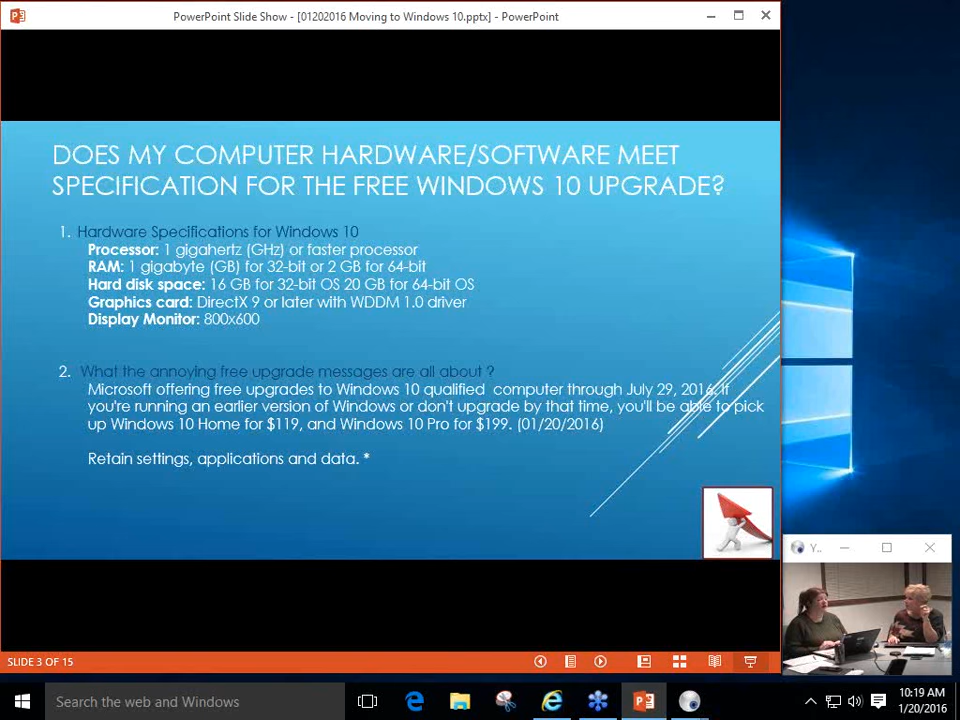 PowerPoint Slide Show - [01202016 Moving to Windows 10.pptx] - PowerPoint
DOES MY COMPUTER HARDWARE/SOFTWARE MEET
SPECIFICATION FOR THE FREE WINDOWS 10 UPGRADE?
1. Hardware Specifications for Windows 10
Processor: 1 gigahertz (GHz) or faster processor
RAM: 1 gigabyte (GB) for 32-bit or 2 GB for 64-bit
Hard disk space: 16 GB for 32-bit OS 20 GB for 64-bit OS
Graphics card: DirectX 9 or later with WDDM 1.0 driver
Display Monitor: 800x600
2. What the annoying free upgrade messages are all about ?
Microsoft offering free upgrades to Windows 10 qualified computer through July 29, 2016. If
you're running an earlier version of Windows or don't upgrade by that time, you'll be able to pick
up Windows 10 Home for $119, and Windows 10 Pro for $199. (01/20/2016)
Retain settings, applications and data. *
Y..
SLIDE 3 OF 15
Search the web and Windows
10:19 AM
1/20/2016